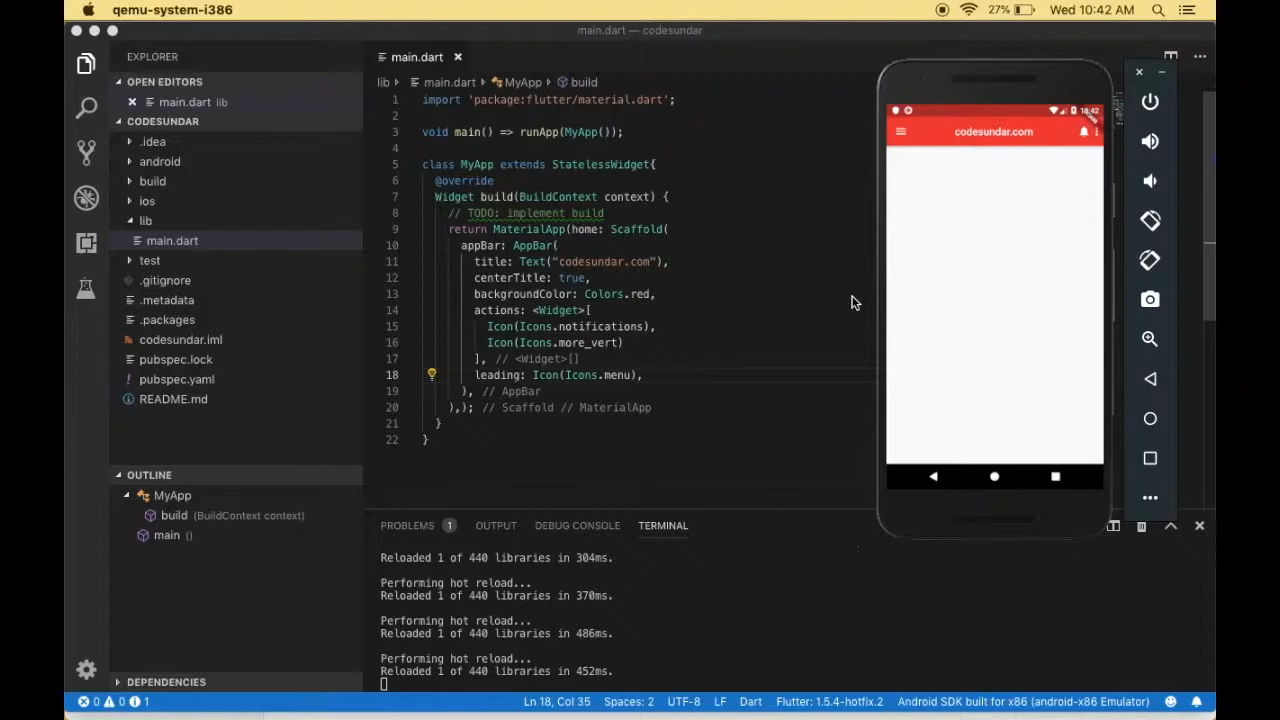 qemu-system-i386
27%
Wed 10:42 AM
main.dart — codesundar
EXPLORER
OPEN EDITORS
main.dart lib
CODESUNDAR
.idea
android
build
ios
lib
main.dart
test
.gitignore
.metadata
.packages
codesundar.iml
pubspec.lock
pubspec.yaml
README.md
OUTLINE
MyApp
build (BuildContext context)
main ()
DEPENDENCIES
main.dart
lib main.dart MyApp build
1 import 'package:flutter/material.dart';
2
3 void main() => runApp(MyApp());
4
5 class MyApp extends StatelessWidget{
6 @override
7 Widget build(BuildContext context) {
8 // TODO: implement build
9 return MaterialApp(home: Scaffold(
10 appBar: AppBar(
11 title: Text("codesundar.com"),
12 centerTitle: true,
13 backgroundColor: Colors.red,
14 actions: <Widget>[
15 Icon(Icons.notifications),
16 Icon(Icons.more_vert)
17 ], // <Widget>[]
18 leading: Icon(Icons.menu),
19 ), // AppBar
20 ),); // Scaffold // MaterialApp
21 }
22 }
10:42
codesundar.com
PROBLEMS 1 OUTPUT DEBUG CONSOLE TERMINAL
Reloaded 1 of 440 libraries in 304ms.
Performing hot reload...
Reloaded 1 of 440 libraries in 370ms.
Performing hot reload...
Reloaded 1 of 440 libraries in 486ms.
Performing hot reload...
Reloaded 1 of 440 libraries in 452ms.
0 0 1 Ln 18, Col 35 Spaces: 2 UTF-8 LF Dart Flutter: 1.5.4-hotfix.2 Android SDK built for x86 (android-x86 Emulator)